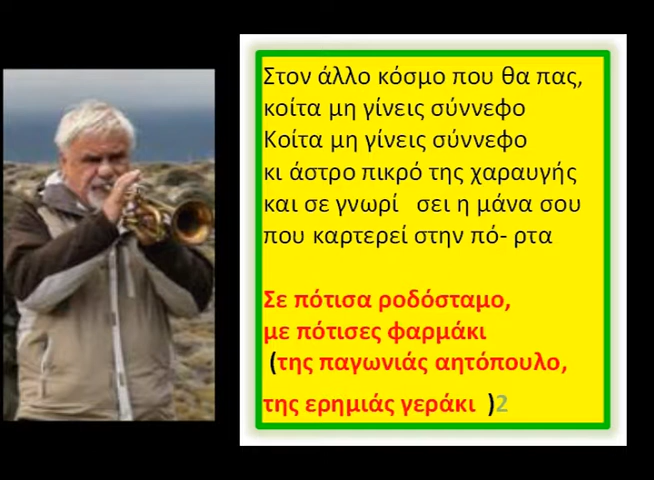 Στον άλλο κόσμο που θα πας,
κοίτα μη γίνεις σύννεφο
Κοίτα μη γίνεις σύννεφο
κι άστρο πικρό της χαραυγής
και σε γνωρί σει η μάνα σου
που καρτερεί στην πό- ρτα
Σε πότισα ροδόσταμο,
με πότισες φαρμάκι
(της παγωνιάς αητόπουλο,
της ερημιάς γεράκι )2